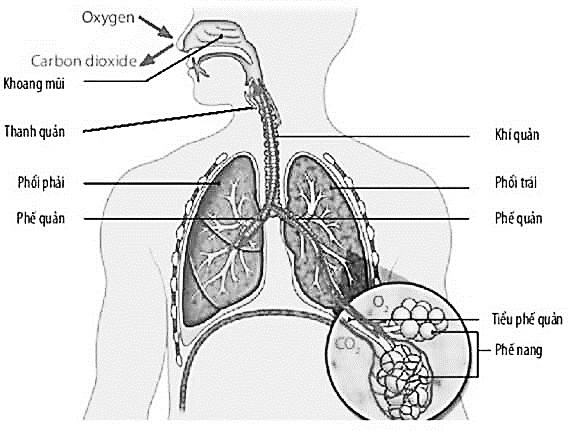 Oxygen
Carbon dioxide
Khoang mũi
Thanh quản
Khí quản
Phổi phải
Phổi trái
Phế quản
Phế quản
O2
Tiểu phế quản
CO2
Phế nang